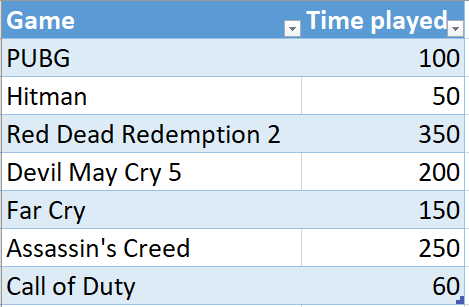 Game Time played
PUBG 100
Hitman 50
Red Dead Redemption 2 350
Devil May Cry 5 200
Far Cry 150
Assassin's Creed 250
Call of Duty 60